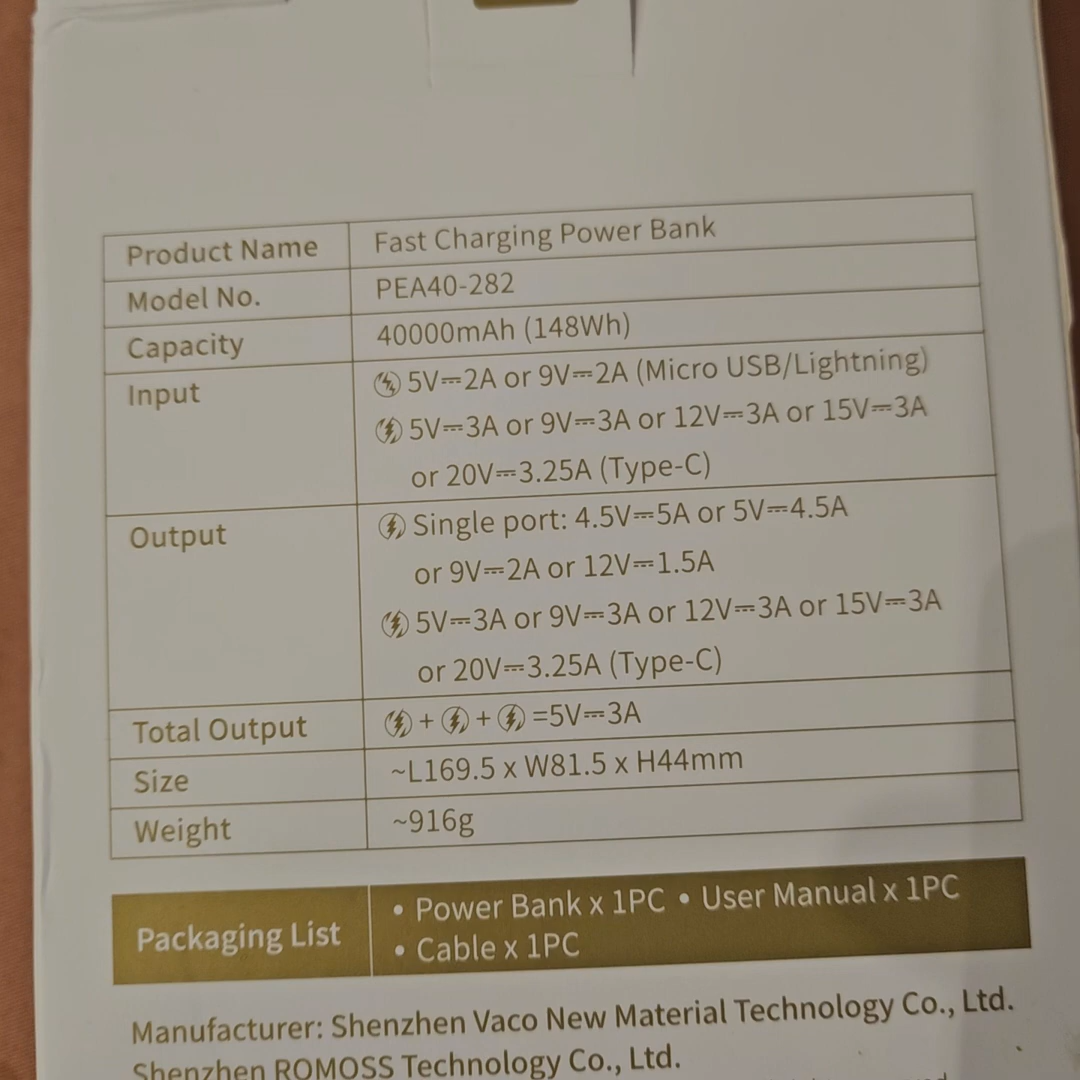 Product Name Fast Charging Power Bank
Model No. PEA40-282
Capacity 40000mAh (148Wh)
Input 5V⎓2A or 9V⎓2A (Micro USB/Lightning)
5V⎓3A or 9V⎓3A or 12V⎓3A or 15V⎓3A
or 20V⎓3.25A (Type-C)
Output Single port: 4.5V⎓5A or 5V⎓4.5A
or 9V⎓2A or 12V⎓1.5A
5V⎓3A or 9V⎓3A or 12V⎓3A or 15V⎓3A
or 20V⎓3.25A (Type-C)
Total Output + + =5V⎓3A
Size ~L169.5 x W81.5 x H44mm
Weight ~916g
Packaging List • Power Bank x 1PC • User Manual x 1PC
• Cable x 1PC
Manufacturer: Shenzhen Vaco New Material Technology Co., Ltd.
Shenzhen ROMOSS Technology Co., Ltd.